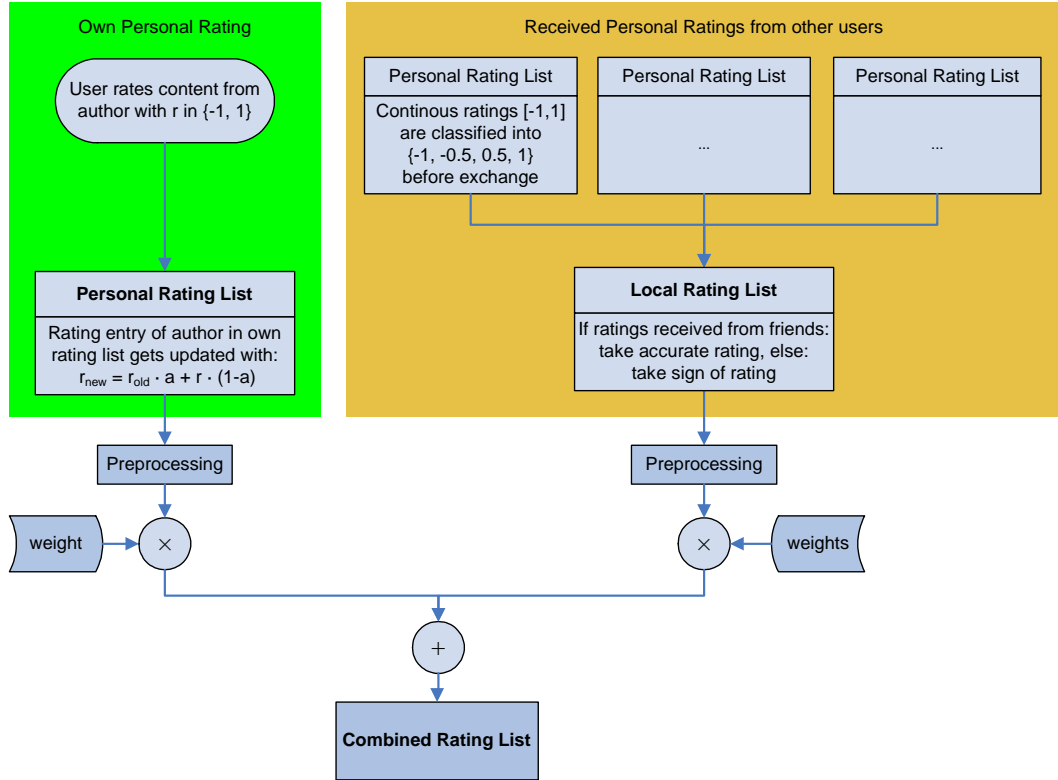 Own Personal Rating
User rates content from
author with r in {-1, 1}
Personal Rating List
Rating entry of author in own
rating list gets updated with:
r_new = r_old · a + r · (1-a)
Preprocessing
weight
×
Received Personal Ratings from other users
Personal Rating List
Continous ratings [-1,1]
are classified into
{-1, -0.5, 0.5, 1}
before exchange
Personal Rating List
...
Personal Rating List
...
Local Rating List
If ratings received from friends:
take accurate rating, else:
take sign of rating
Preprocessing
×
weights
+
Combined Rating List